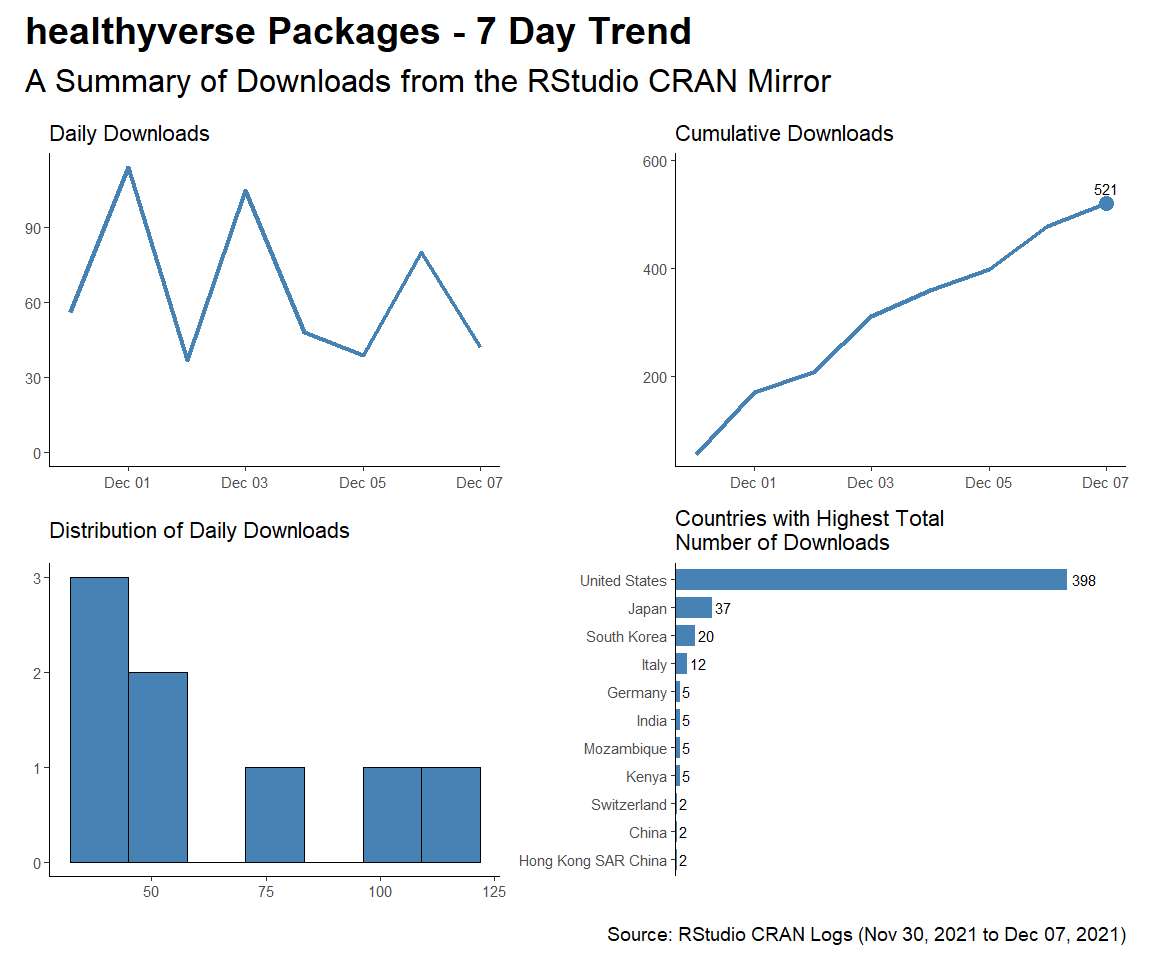 healthyverse Packages - 7 Day Trend
A Summary of Downloads from the RStudio CRAN Mirror
Daily Downloads
90
60
30
0
Dec 01
Dec 03
Dec 05
Dec 07
Cumulative Downloads
600
400
200
521
Dec 01
Dec 03
Dec 05
Dec 07
Distribution of Daily Downloads
3
2
1
0
50
75
100
125
Countries with Highest Total
Number of Downloads
United States 398
Japan 37
South Korea 20
Italy 12
Germany 5
India 5
Mozambique 5
Kenya 5
Switzerland 2
China 2
Hong Kong SAR China 2
Source: RStudio CRAN Logs (Nov 30, 2021 to Dec 07, 2021)